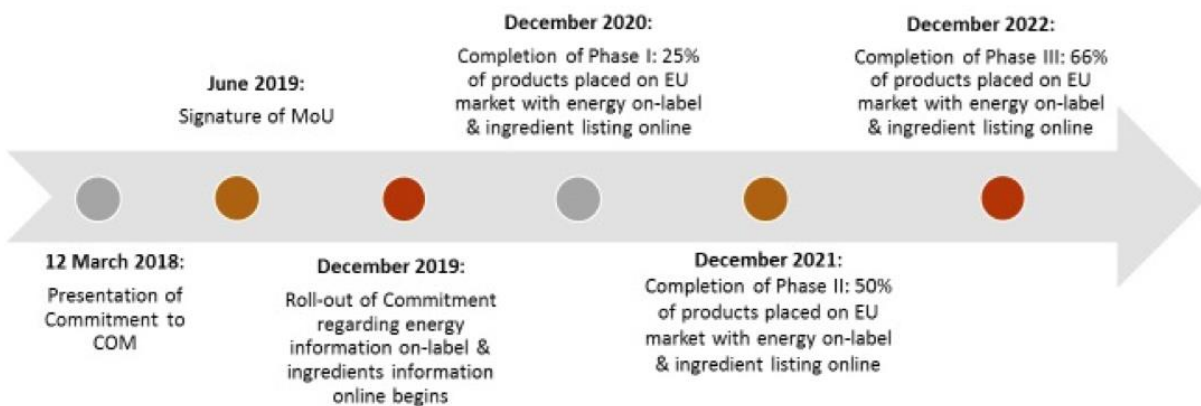 12 March 2018:
Presentation of
Commitment to
COM
June 2019:
Signature of MoU
December 2019:
Roll-out of Commitment
regarding energy
information on-label &
ingredients information
online begins
December 2020:
Completion of Phase I: 25%
of products placed on EU
market with energy on-label
& ingredient listing online
December 2021:
Completion of Phase II: 50%
of products placed on EU
market with energy on-label
& ingredient listing online
December 2022:
Completion of Phase III: 66%
of products placed on EU
market with energy on-label
& ingredient listing online